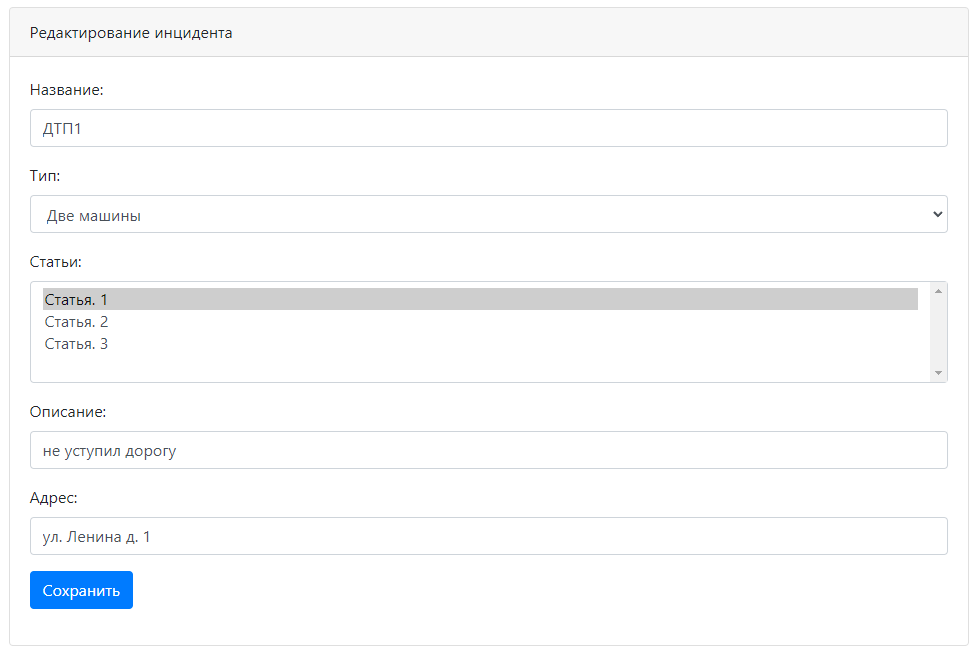 Редактирование инцидента
Название:
ДТП1
Тип:
Две машины
Статьи:
Статья. 1
Статья. 2
Статья. 3
Описание:
не уступил дорогу
Адрес:
ул. Ленина д. 1
Сохранить